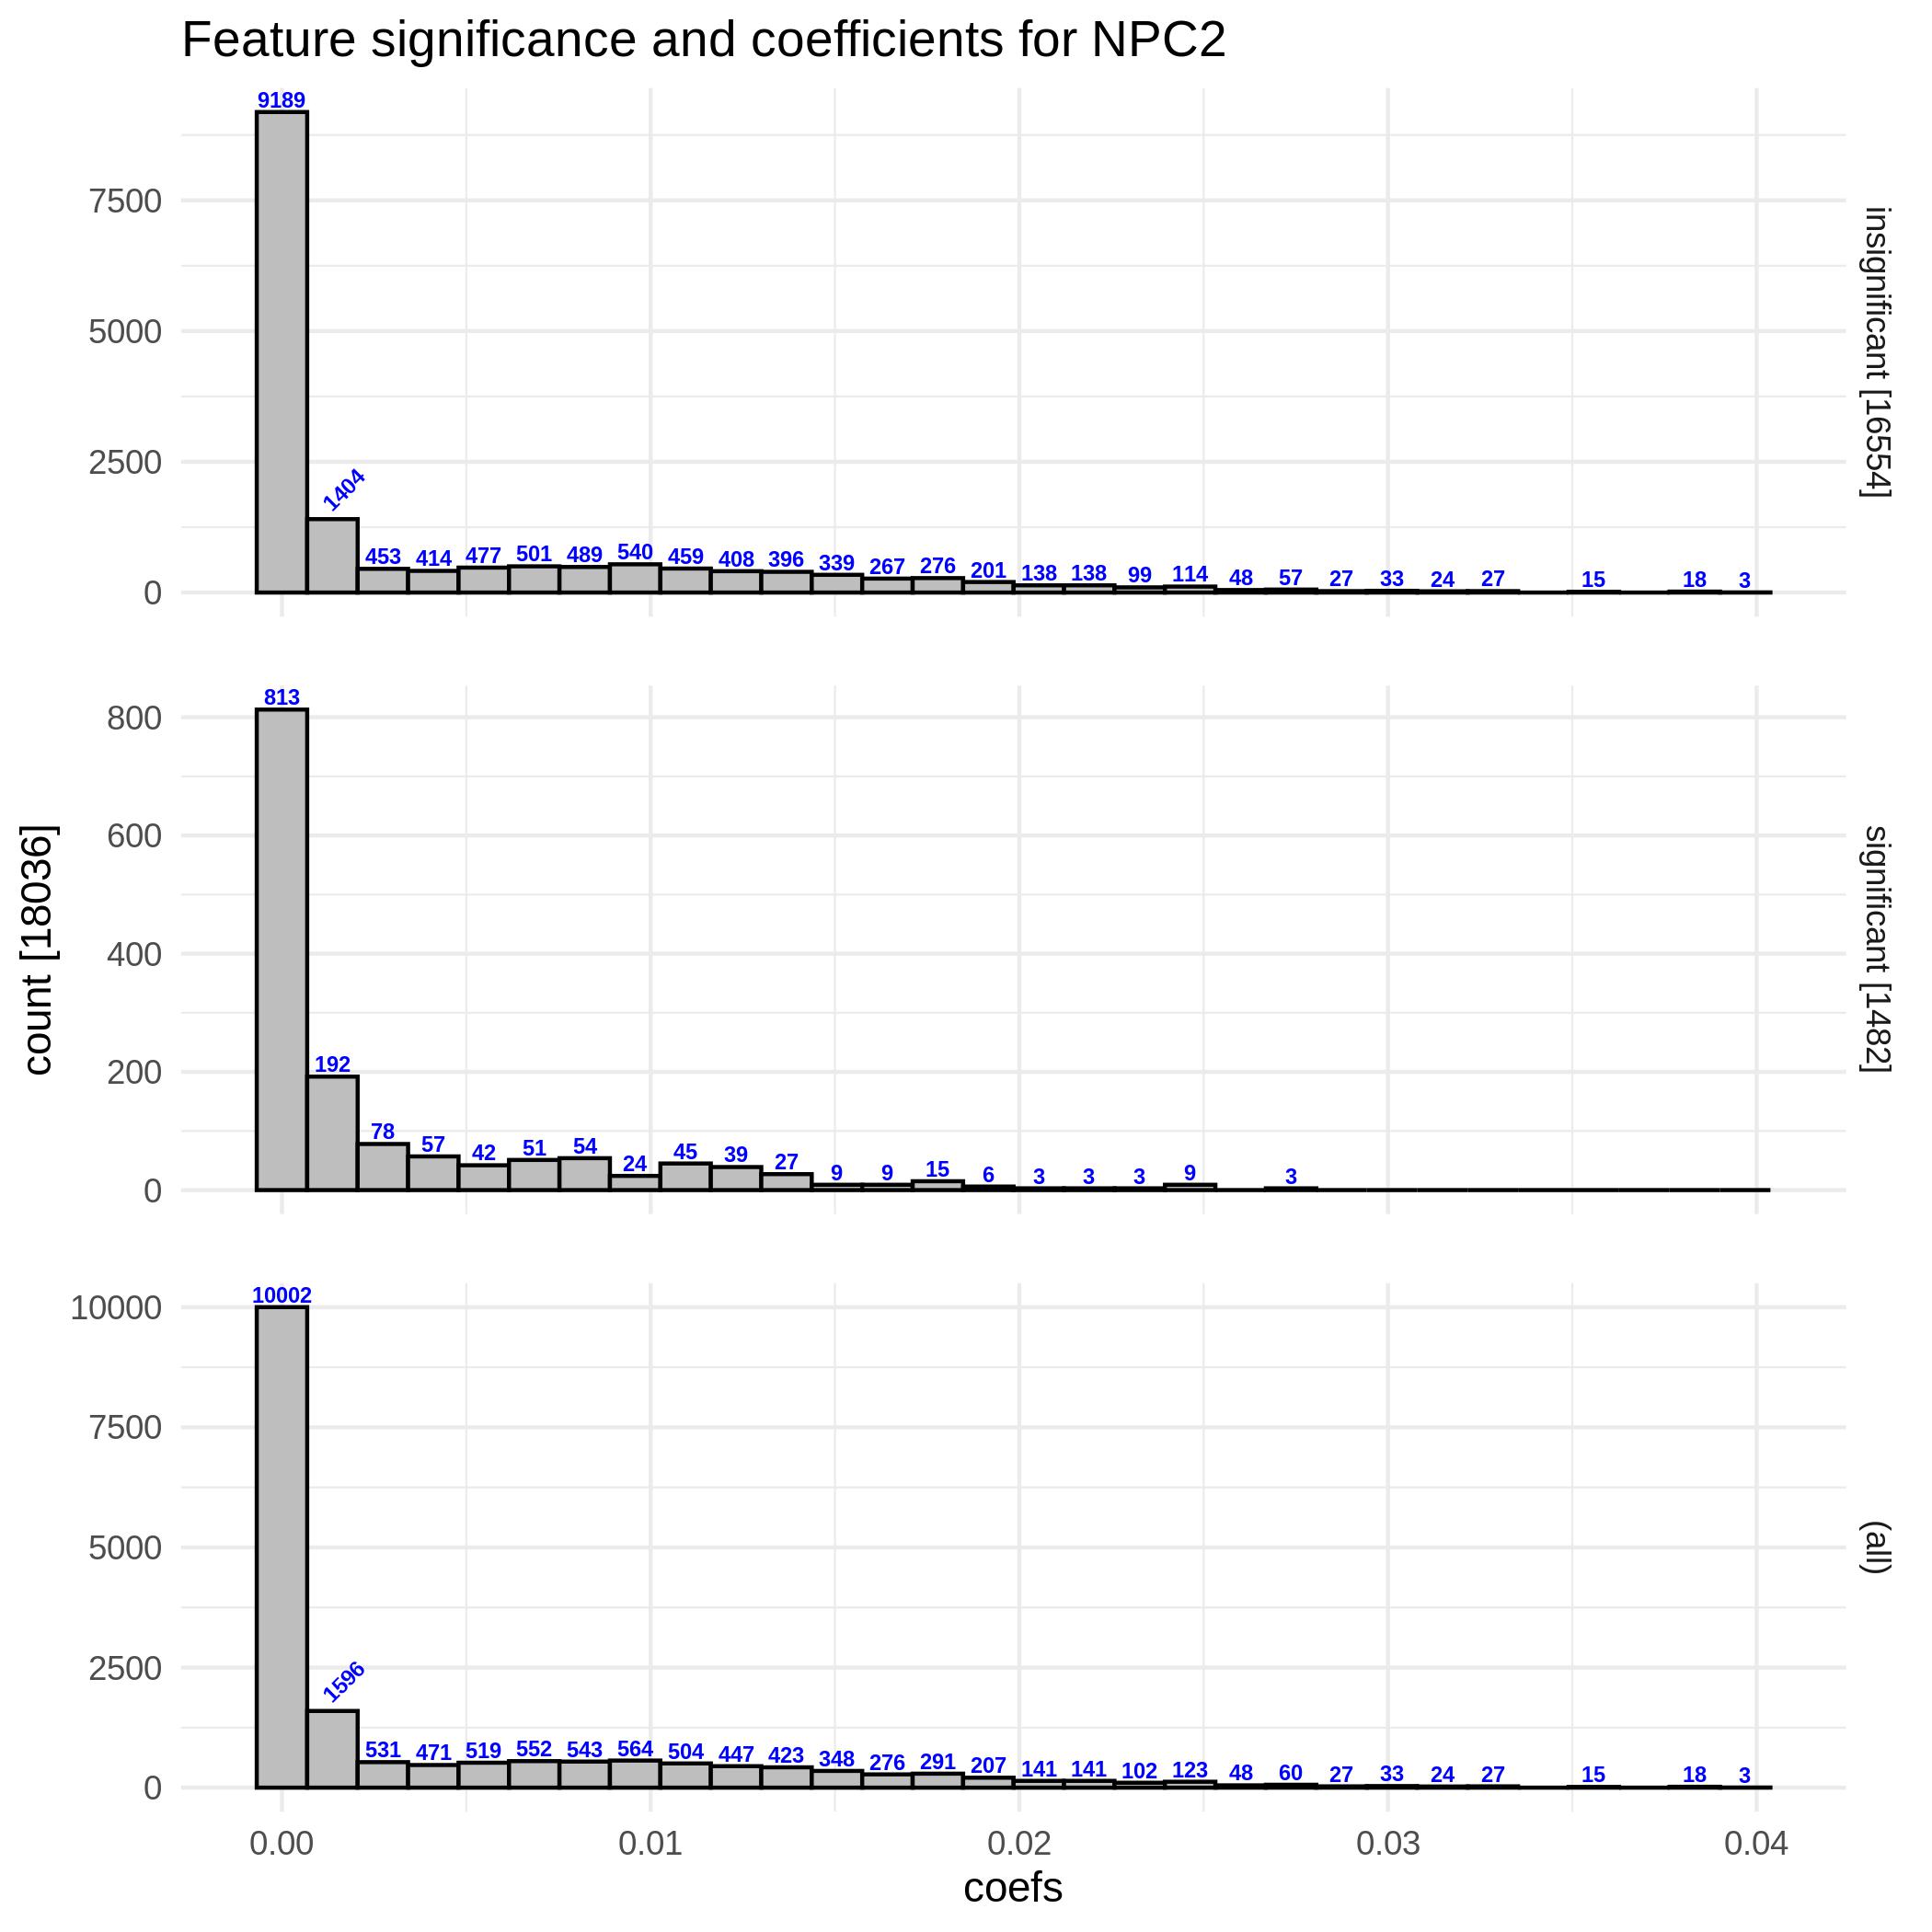 Feature significance and coefficients for NPC2
9189
7500
5000
2500
0
1404
453 414 477 501 489 540 459 408 396 339 267 276 201 138 138 99 114 48 57 27 33 24 27 15 18 3
insignificant [16554]
count [18036]
813
800
600
400
200
0
192
78 57 42 51 54 24 45 39 27 9 9 15 6 3 3 3 9 3
significant [1482]
10002
10000
7500
5000
2500
0
1596
531 471 519 552 543 564 504 447 423 348 276 291 207 141 141 102 123 48 60 27 33 24 27 15 18 3
(all)
0.00 0.01 0.02 0.03 0.04
coefs